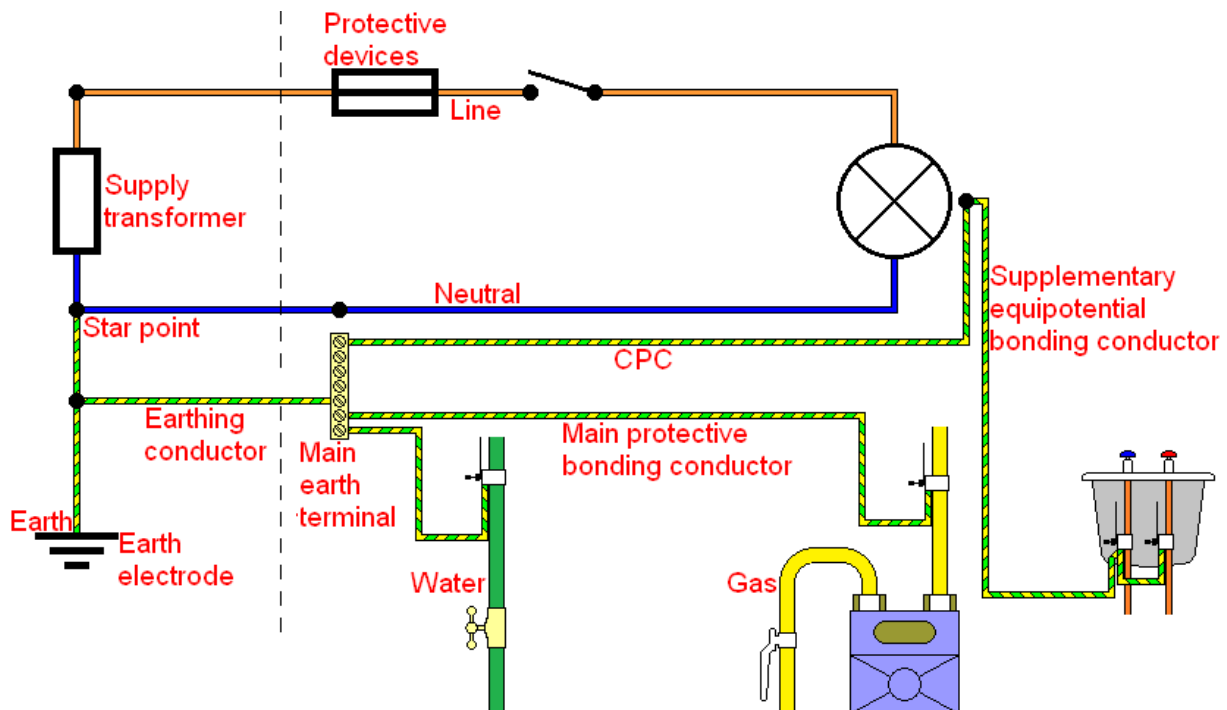 Protective
devices
Line
Supply
transformer
Neutral
Star point
Supplementary
equipotential
bonding conductor
CPC
Earthing
conductor
Main
earth
terminal
Main protective
bonding conductor
Earth
Earth
electrode
Water
Gas